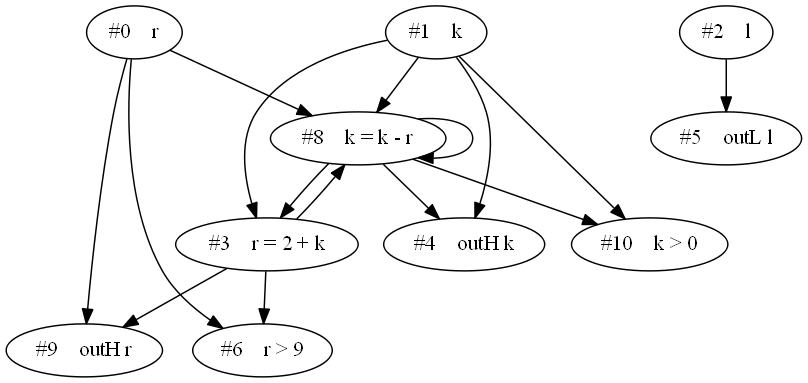 #0 r
#1 k
#2 l
#8 k = k - r
#5 outL l
#3 r = 2 + k
#4 outH k
#10 k > 0
#9 outH r
#6 r > 9